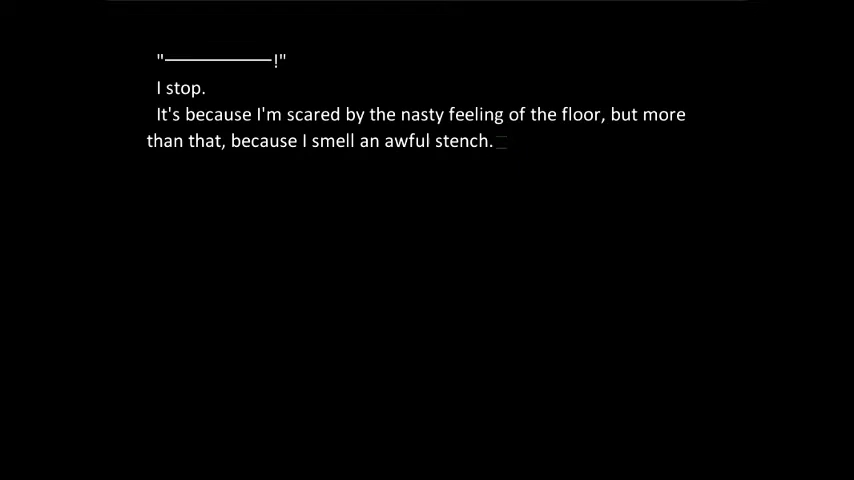 "―――――――!"
I stop.
It's because I'm scared by the nasty feeling of the floor, but more
than that, because I smell an awful stench.